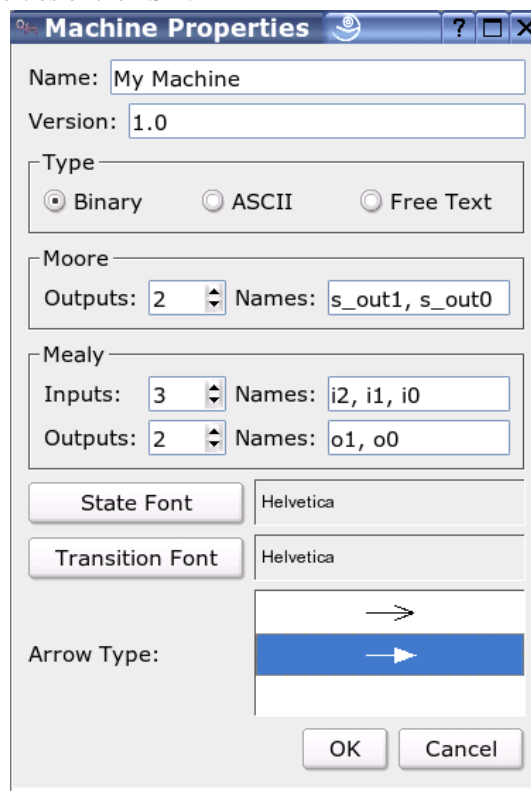 Machine Properties ?
Name: My Machine
Version: 1.0
Type
Binary ASCII Free Text
Moore
Outputs: 2 Names: s_out1, s_out0
Mealy
Inputs: 3 Names: i2, i1, i0
Outputs: 2 Names: o1, o0
State Font Helvetica
Transition Font Helvetica
Arrow Type:
OK Cancel